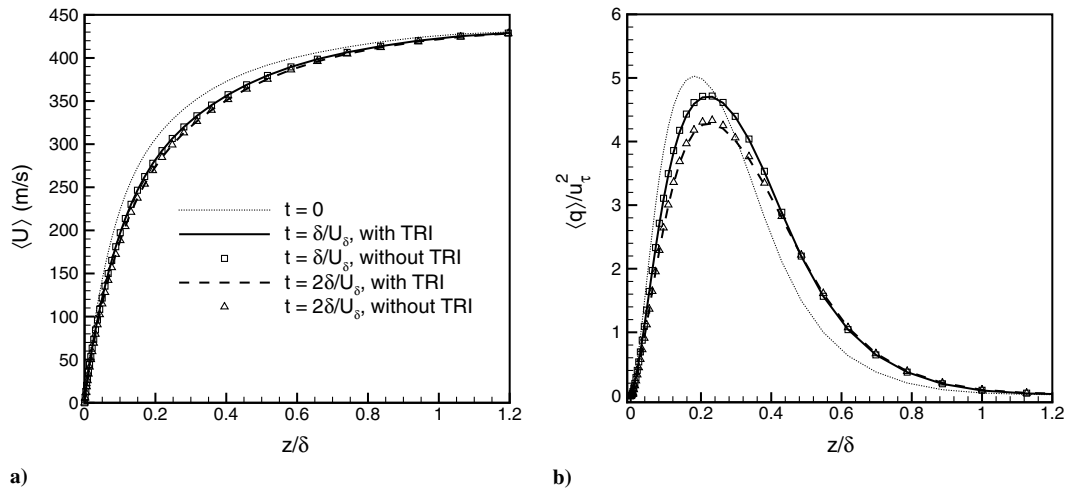 450
400
350
300
250
200
150
100
50
0
⟨U⟩ (m/s)
t = 0
t = δ/U_δ, with TRI
t = δ/U_δ, without TRI
t = 2δ/U_δ, with TRI
t = 2δ/U_δ, without TRI
0 0.2 0.4 0.6 0.8 1 1.2
z/δ
a)
6
5
4
3
2
1
0
⟨q⟩/u_τ^2
0 0.2 0.4 0.6 0.8 1 1.2
z/δ
b)